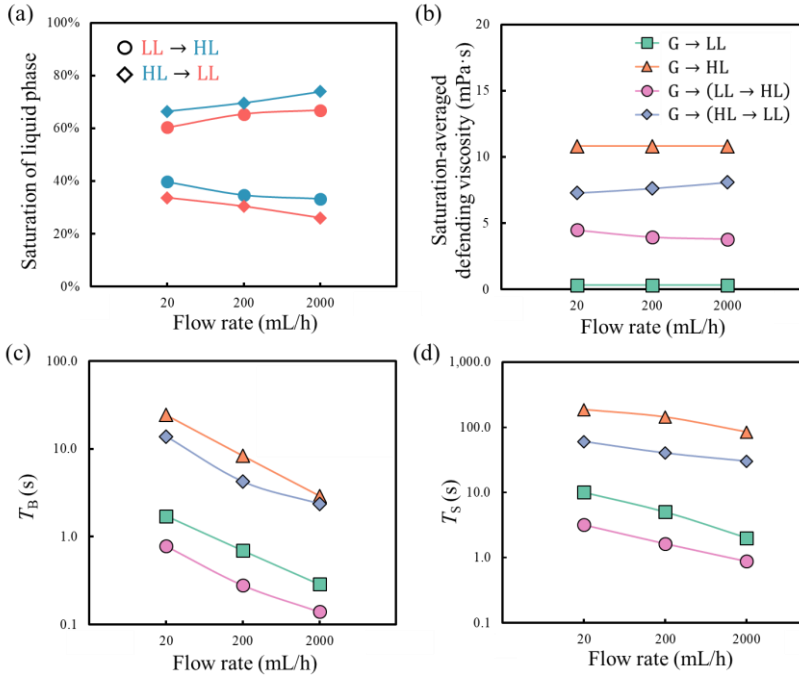 (a)
100%
80%
60%
40%
20%
0%
Saturation of liquid phase
LL → HL
HL → LL
20
200
2000
Flow rate (mL/h)
(b)
20
15
10
5
0
Saturation-averaged
defending viscosity (mPa·s)
G → LL
G → HL
G → (LL → HL)
G → (HL → LL)
20
200
2000
Flow rate (mL/h)
(c)
100.0
10.0
1.0
0.1
T_B (s)
20
200
2000
Flow rate (mL/h)
(d)
1,000.0
100.0
10.0
1.0
0.1
T_S (s)
20
200
2000
Flow rate (mL/h)